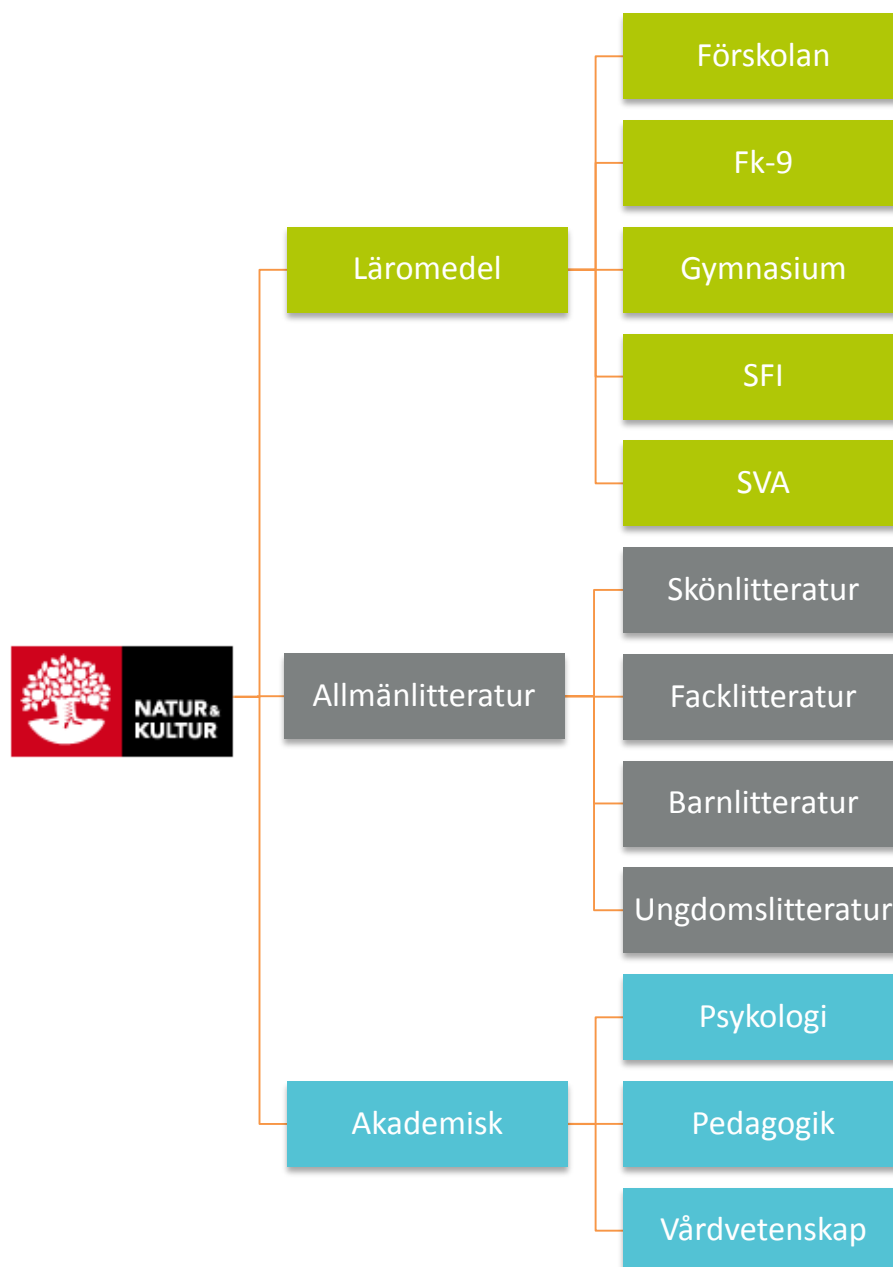 NATUR&
KULTUR
Läromedel
Förskolan
Fk-9
Gymnasium
SFI
SVA
Allmänlitteratur
Skönlitteratur
Facklitteratur
Barnlitteratur
Ungdomslitteratur
Akademisk
Psykologi
Pedagogik
Vårdvetenskap